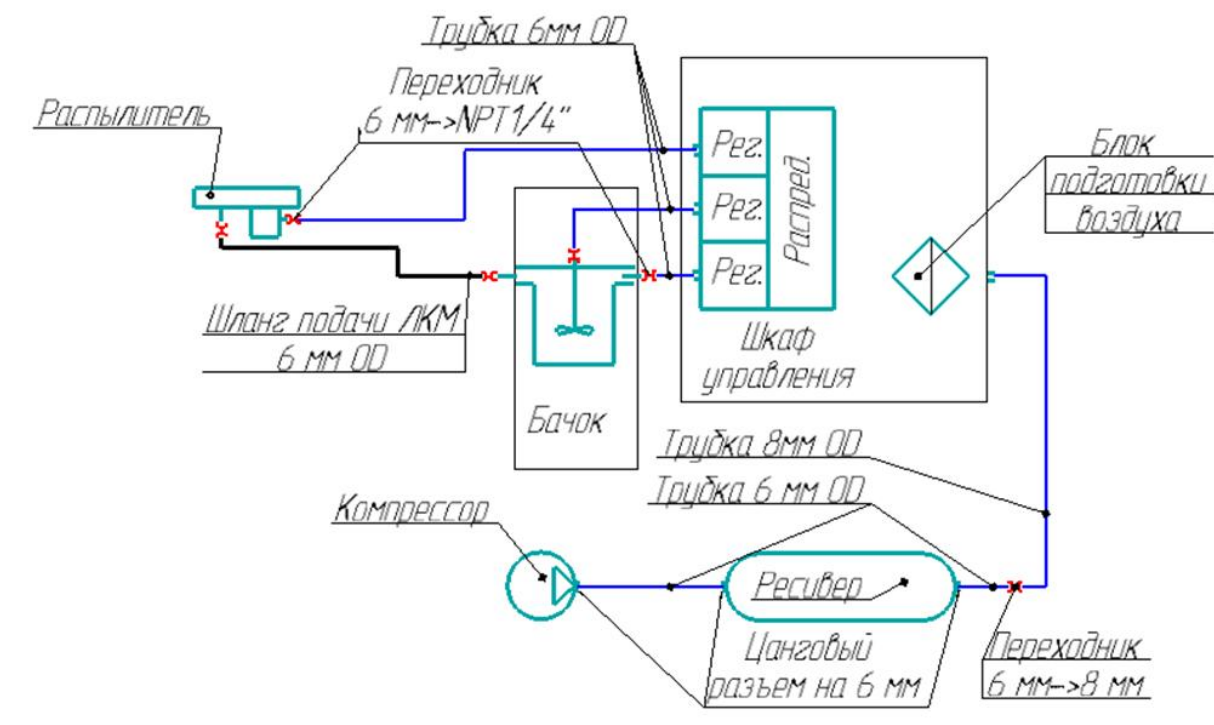 Трубка 6мм OD
Переходник
6 мм->NPT1/4"
Распылитель
Рег.
Рег.
Рег.
Распред.
Блок
подготовки
воздуха
Шланг подачи ЛКМ
6 мм OD
Шкаф
управления
Бачок
Трубка 8мм OD
Трубка 6 мм OD
Компрессор
Ресивер
Цанговый
разъем на 6 мм
Переходник
6 мм->8 мм